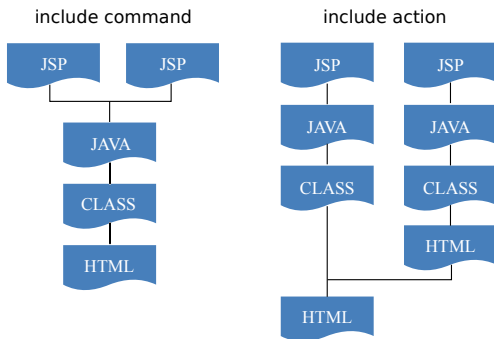 include command
include action
JSP
JSP
JSP
JSP
JAVA
JAVA
JAVA
CLASS
CLASS
CLASS
HTML
HTML
HTML